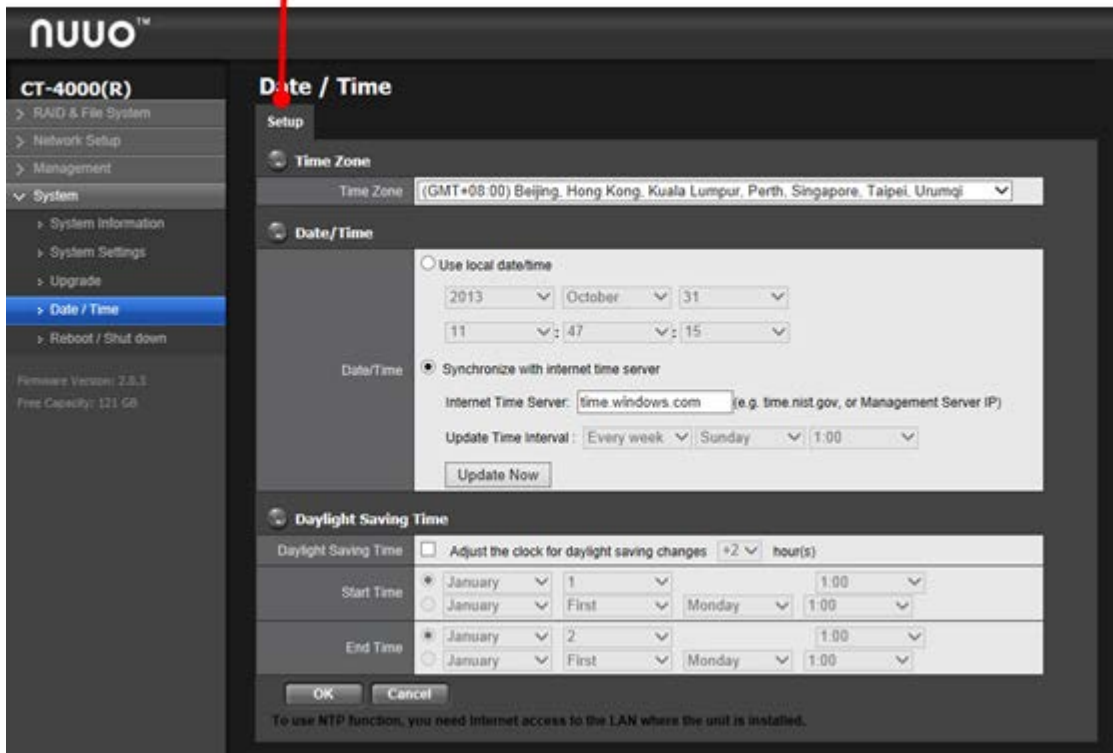 nuuo™
CT-4000(R)
> RAID & File System
> Network Setup
> Management
System
> System Information
> System Settings
> Upgrade
> Date / Time
> Reboot / Shut down
Firmware Version: 2.0.3
Free Capacity: 121 GB
Date / Time
Setup
Time Zone
Time Zone (GMT+08:00) Beijing, Hong Kong, Kuala Lumpur, Perth, Singapore, Taipei, Urumqi
Date/Time
Use local date/time
2013 October 31
11 : 47 : 15
Date/Time
Synchronize with internet time server
Internet Time Server: time.windows.com (e.g. time.nist.gov, or Management Server IP)
Update Time Interval : Every week Sunday 1:00
Update Now
Daylight Saving Time
Daylight Saving Time Adjust the clock for daylight saving changes +2 hour(s)
Start Time
January 1 1:00
January First Monday 1:00
End Time
January 2 1:00
January First Monday 1:00
OK Cancel
To use NTP function, you need Internet access to the LAN where the unit is installed.